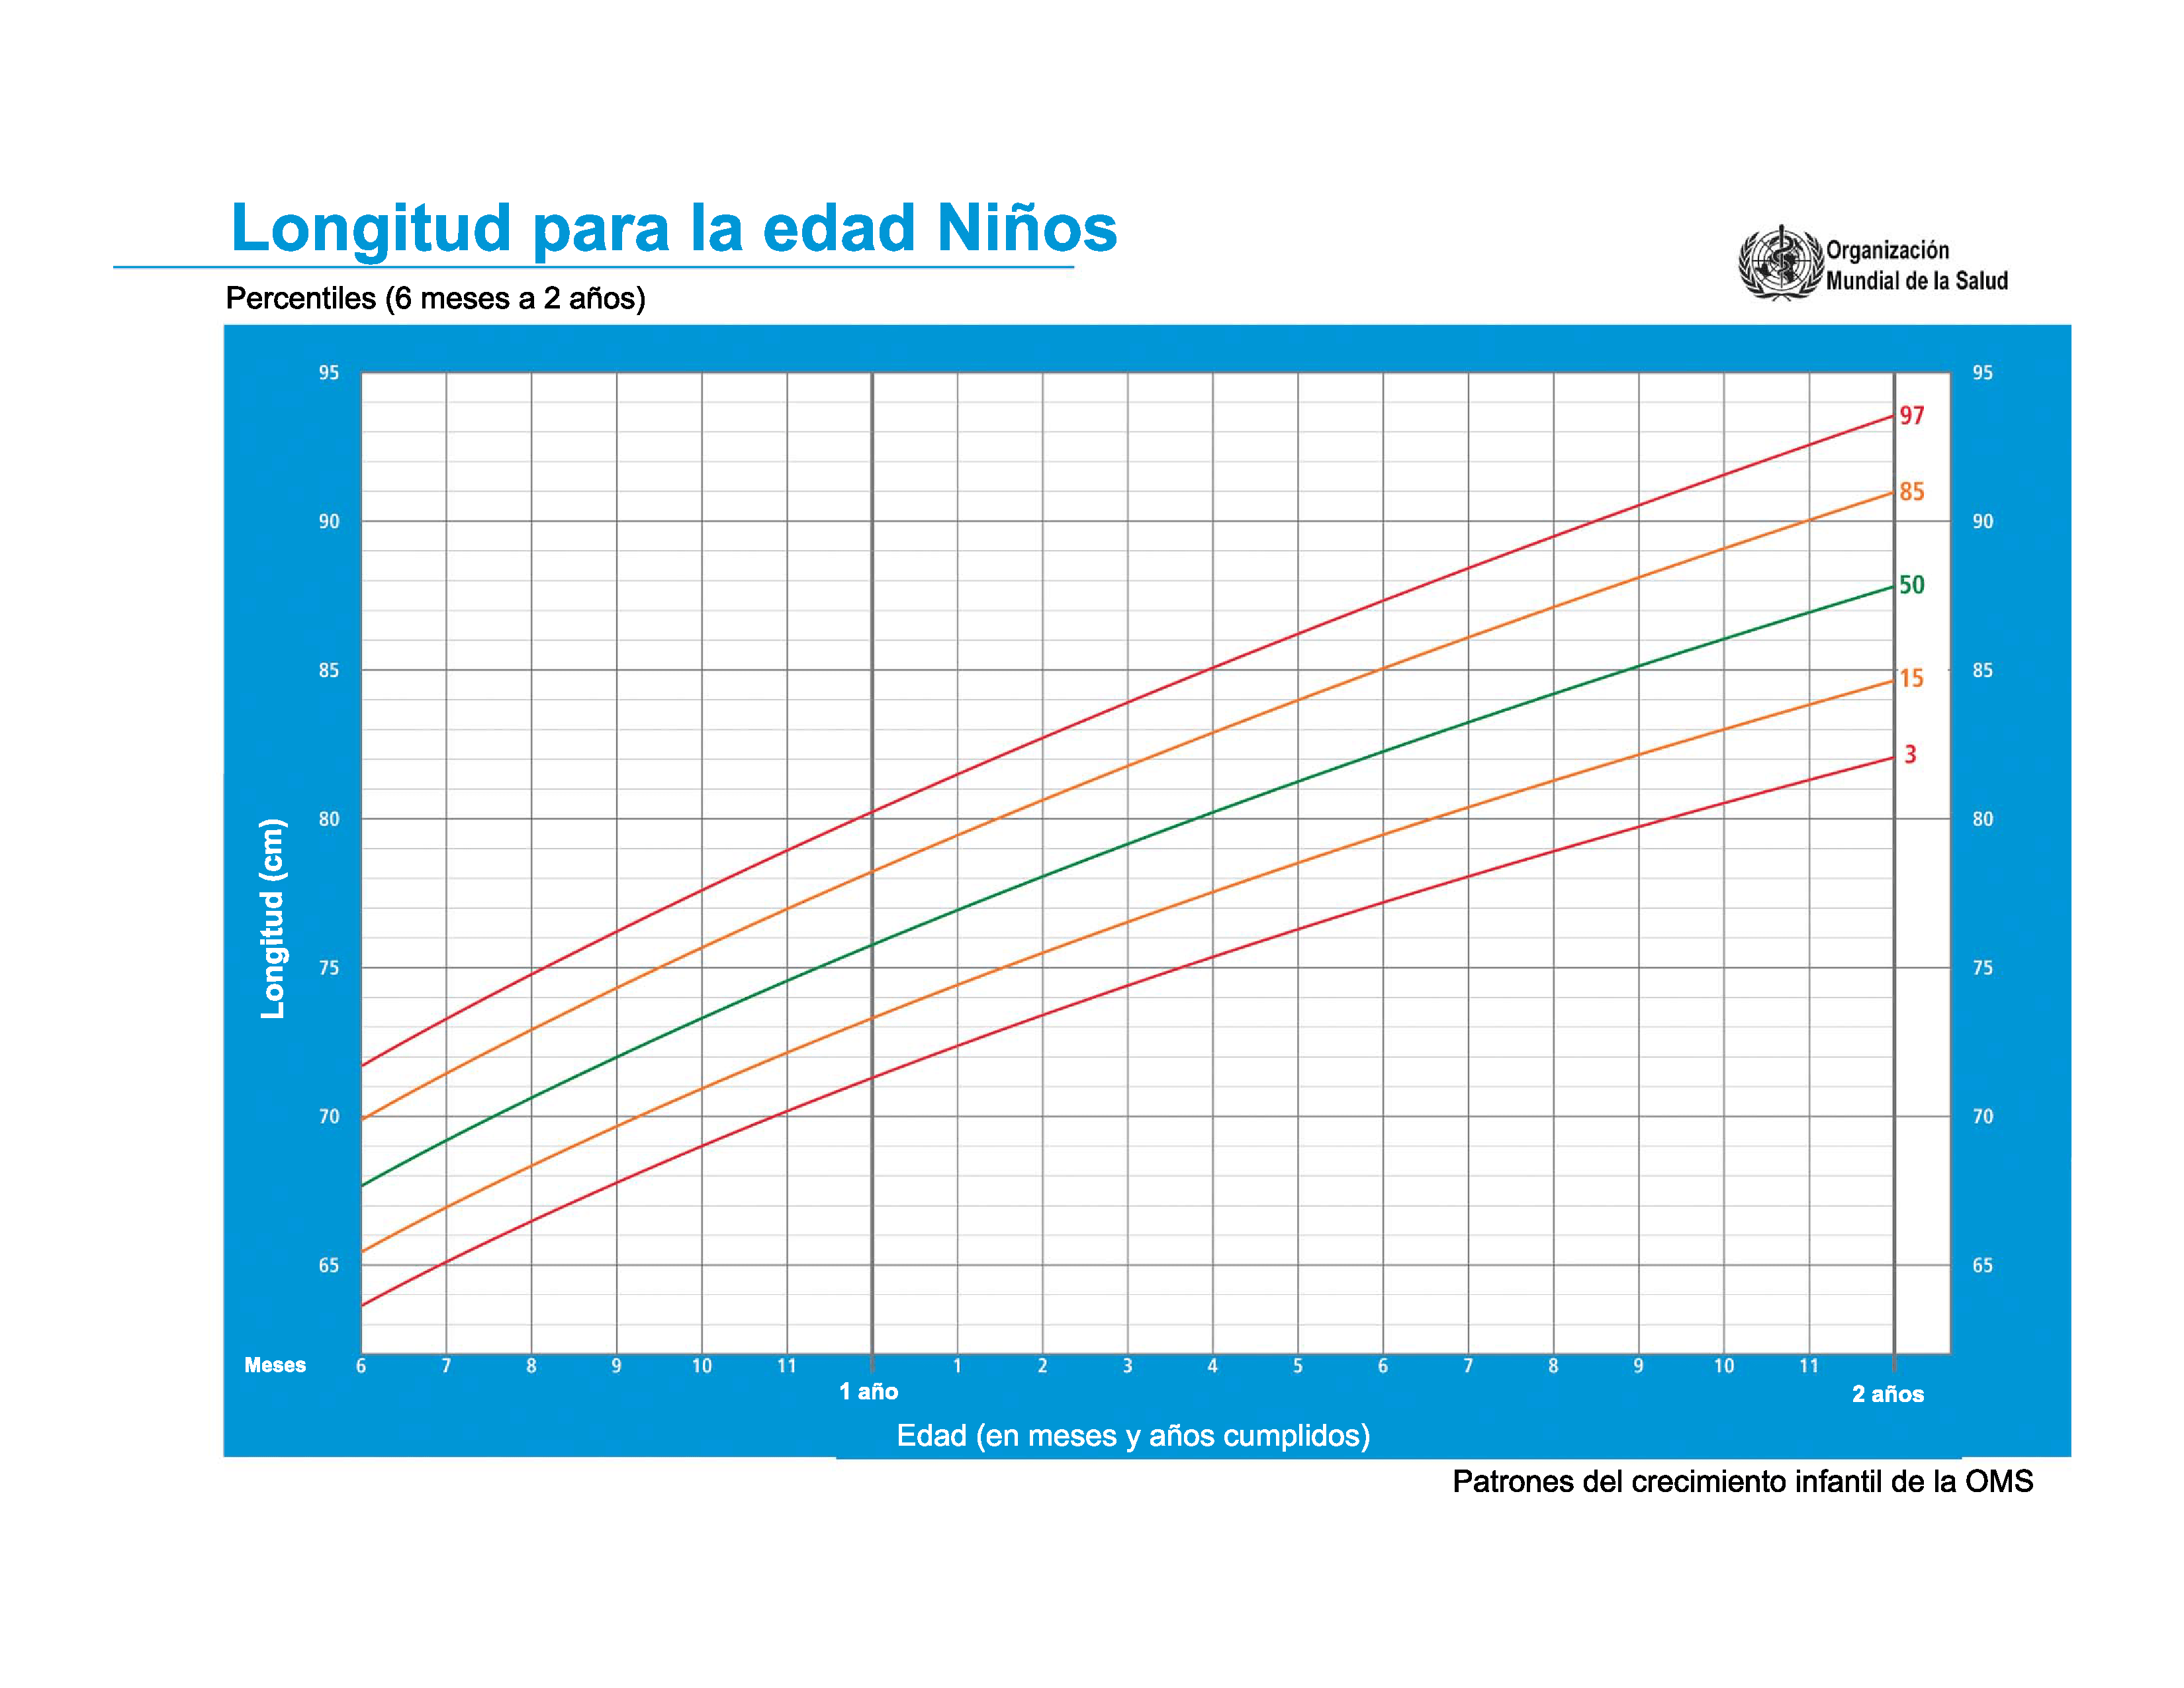 Longitud para la edad Niños
Organización
Mundial de la Salud
Percentiles (6 meses a 2 años)
95 95
97
85
90 90
50
85 85
15
3
80 80
Longitud (cm)
75 75
70 70
65 65
Meses 6 7 8 9 10 11 1 2 3 4 5 6 7 8 9 10 11
1 año 2 años
Edad (en meses y años cumplidos)
Patrones del crecimiento infantil de la OMS